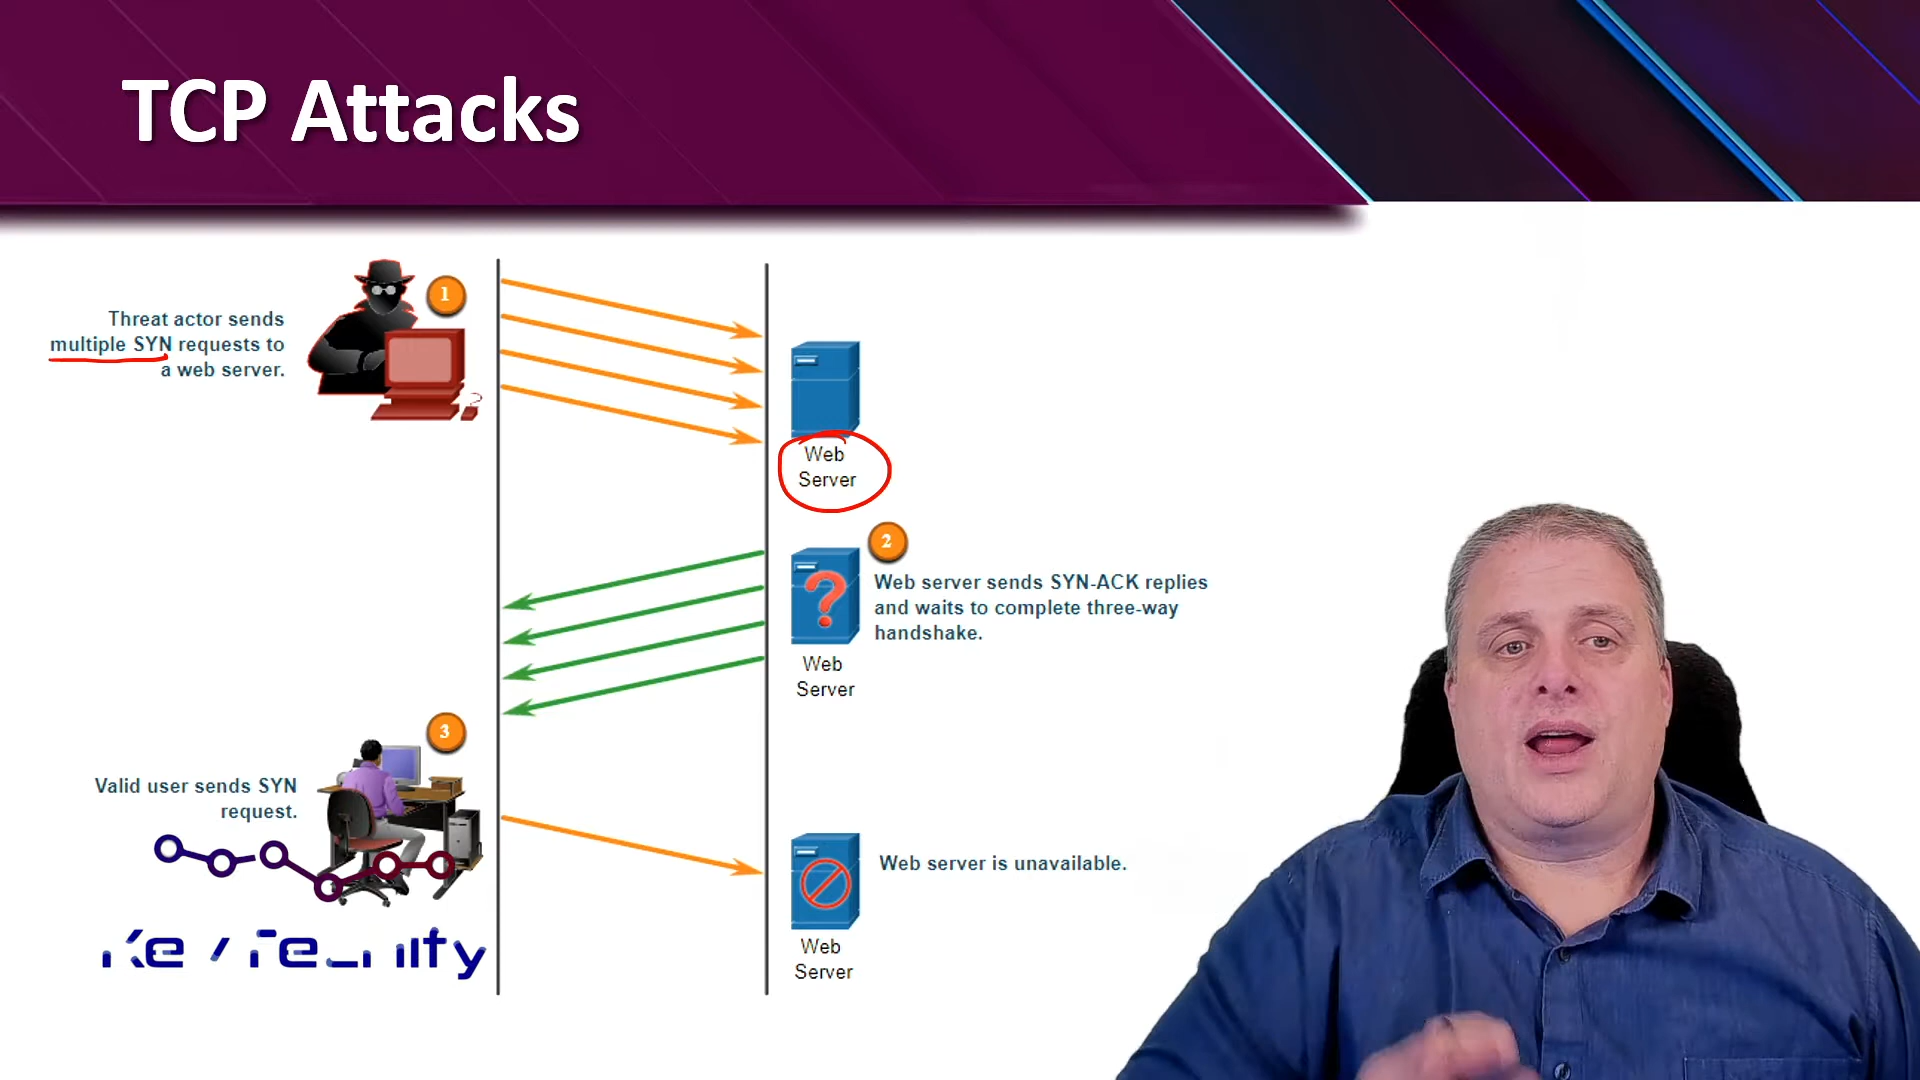 TCP Attacks
1
Threat actor sends
multiple SYN requests to
a web server.
Web
Server
2
Web server sends SYN-ACK replies
and waits to complete three-way
handshake.
Web
Server
3
Valid user sends SYN
request.
Web server is unavailable.
Web
Server